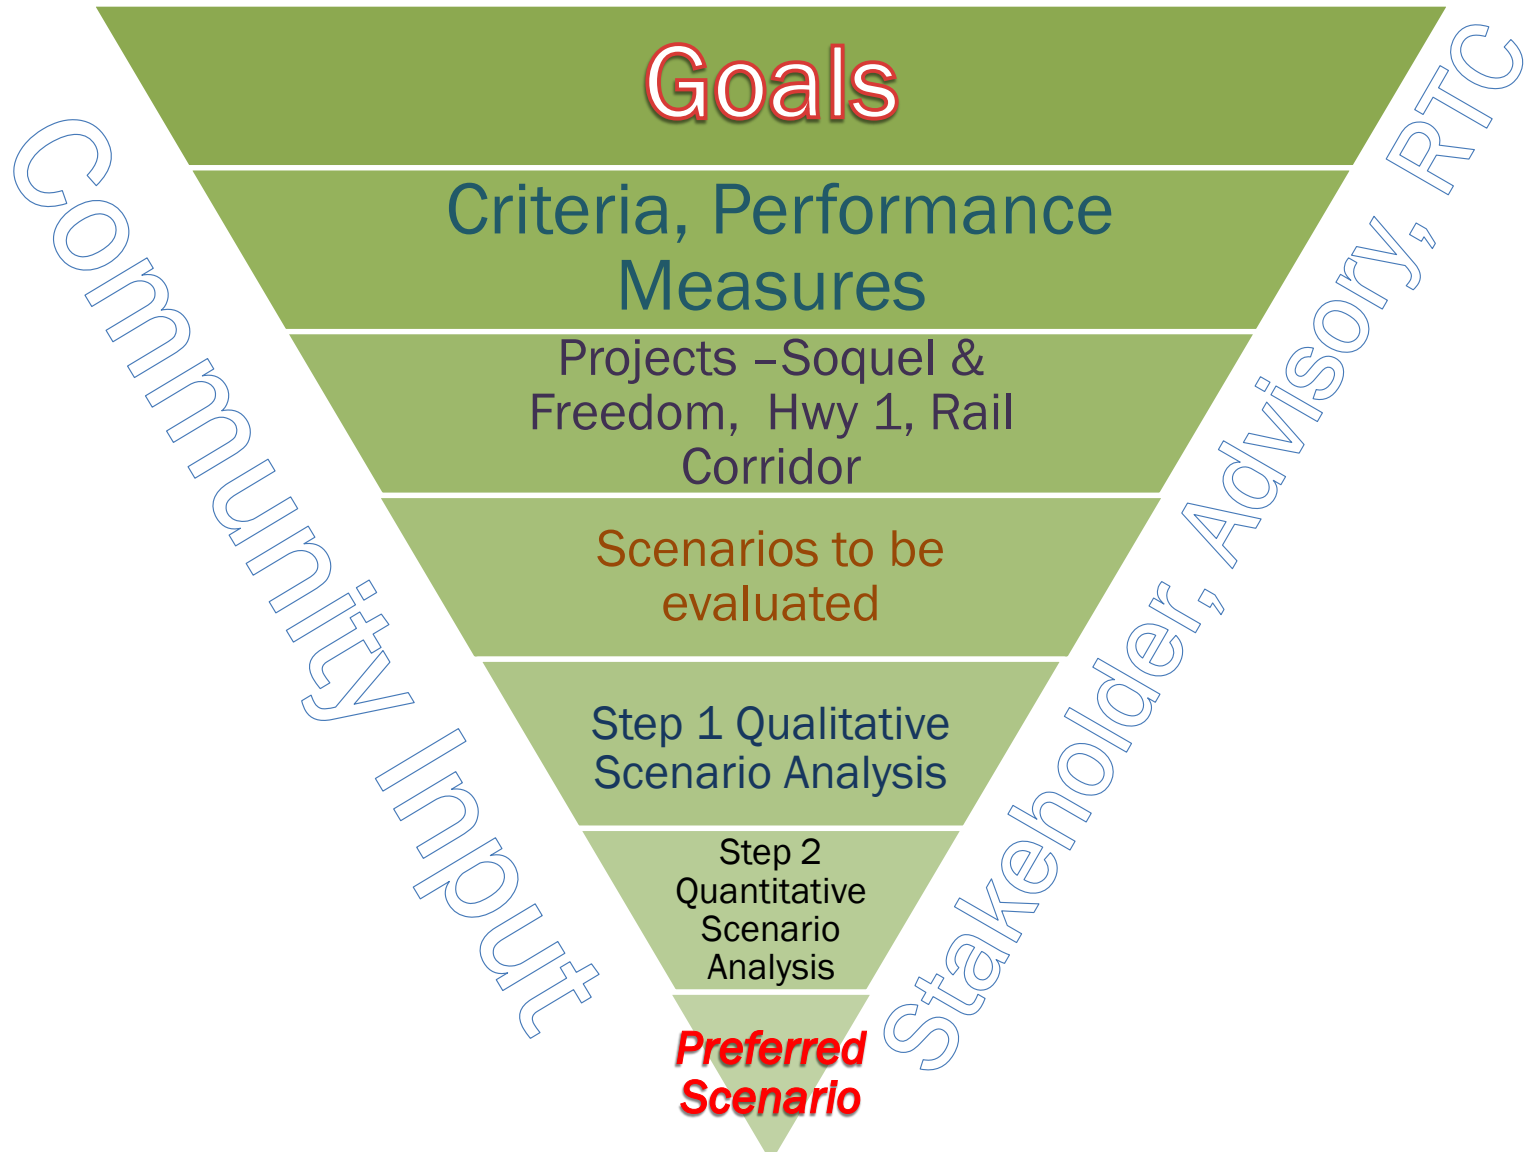 Goals
Criteria, Performance
Measures
Projects –Soquel &
Freedom, Hwy 1, Rail
Corridor
Scenarios to be
evaluated
Step 1 Qualitative
Scenario Analysis
Step 2
Quantitative
Scenario
Analysis
Preferred
Scenario
Community Input
Stakeholder, Advisory, RTC